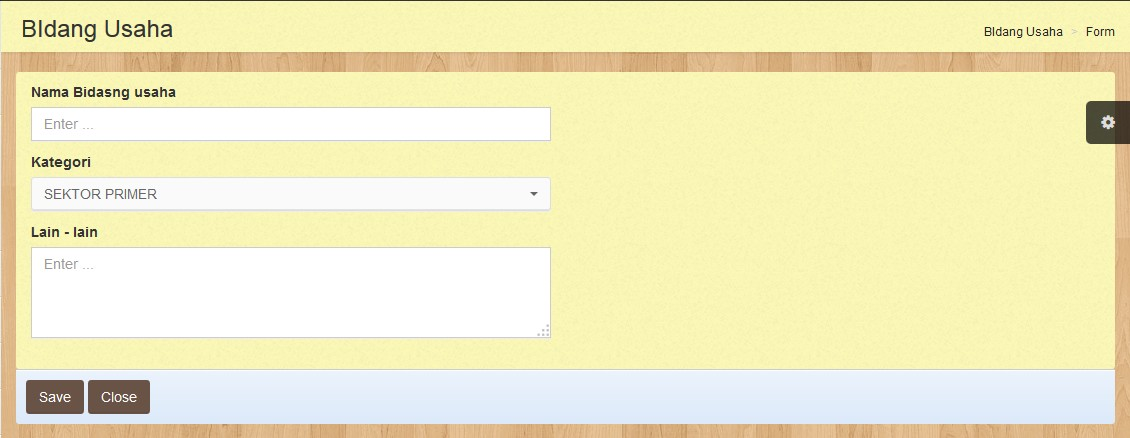 BIdang Usaha
BIdang Usaha > Form
Nama Bidasng usaha
Enter ...
Kategori
SEKTOR PRIMER
Lain - lain
Enter ...
Save Close